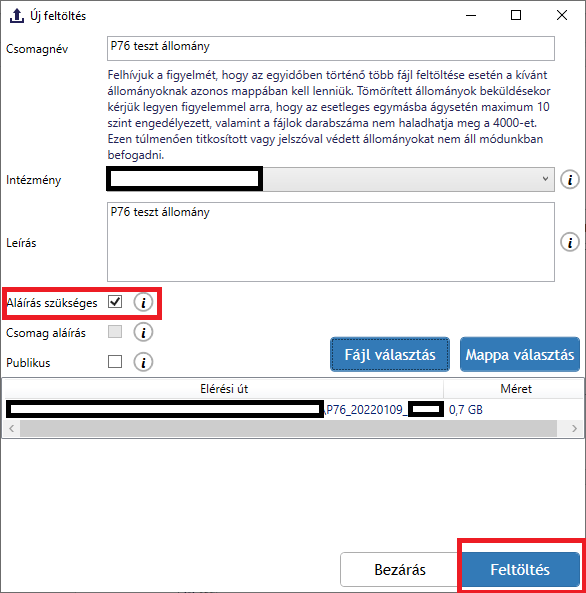 Új feltöltés
Csomagnév
P76 teszt állomány
Felhívjuk a figyelmét, hogy az egyidőben történő több fájl feltöltése esetén a kívánt
állományoknak azonos mappában kell lenniük. Tömörített állományok beküldésekor
kérjük legyen figyelemmel arra, hogy az esetleges egymásba ágysetén maximum 10
szint engedélyezett, valamint a fájlok darabszáma nem haladhatja meg a 4000-et.
Ezen túlmenően titkosított vagy jelszóval védett állományokat nem áll módunkban
befogadni.
Intézmény
i
Leírás
P76 teszt állomány
i
Aláírás szükséges
i
Csomag aláírás
i
Publikus
i
Fájl választás
Mappa választás
Elérési út
Méret
\P76_20220109_
0,7 GB
Bezárás
Feltöltés